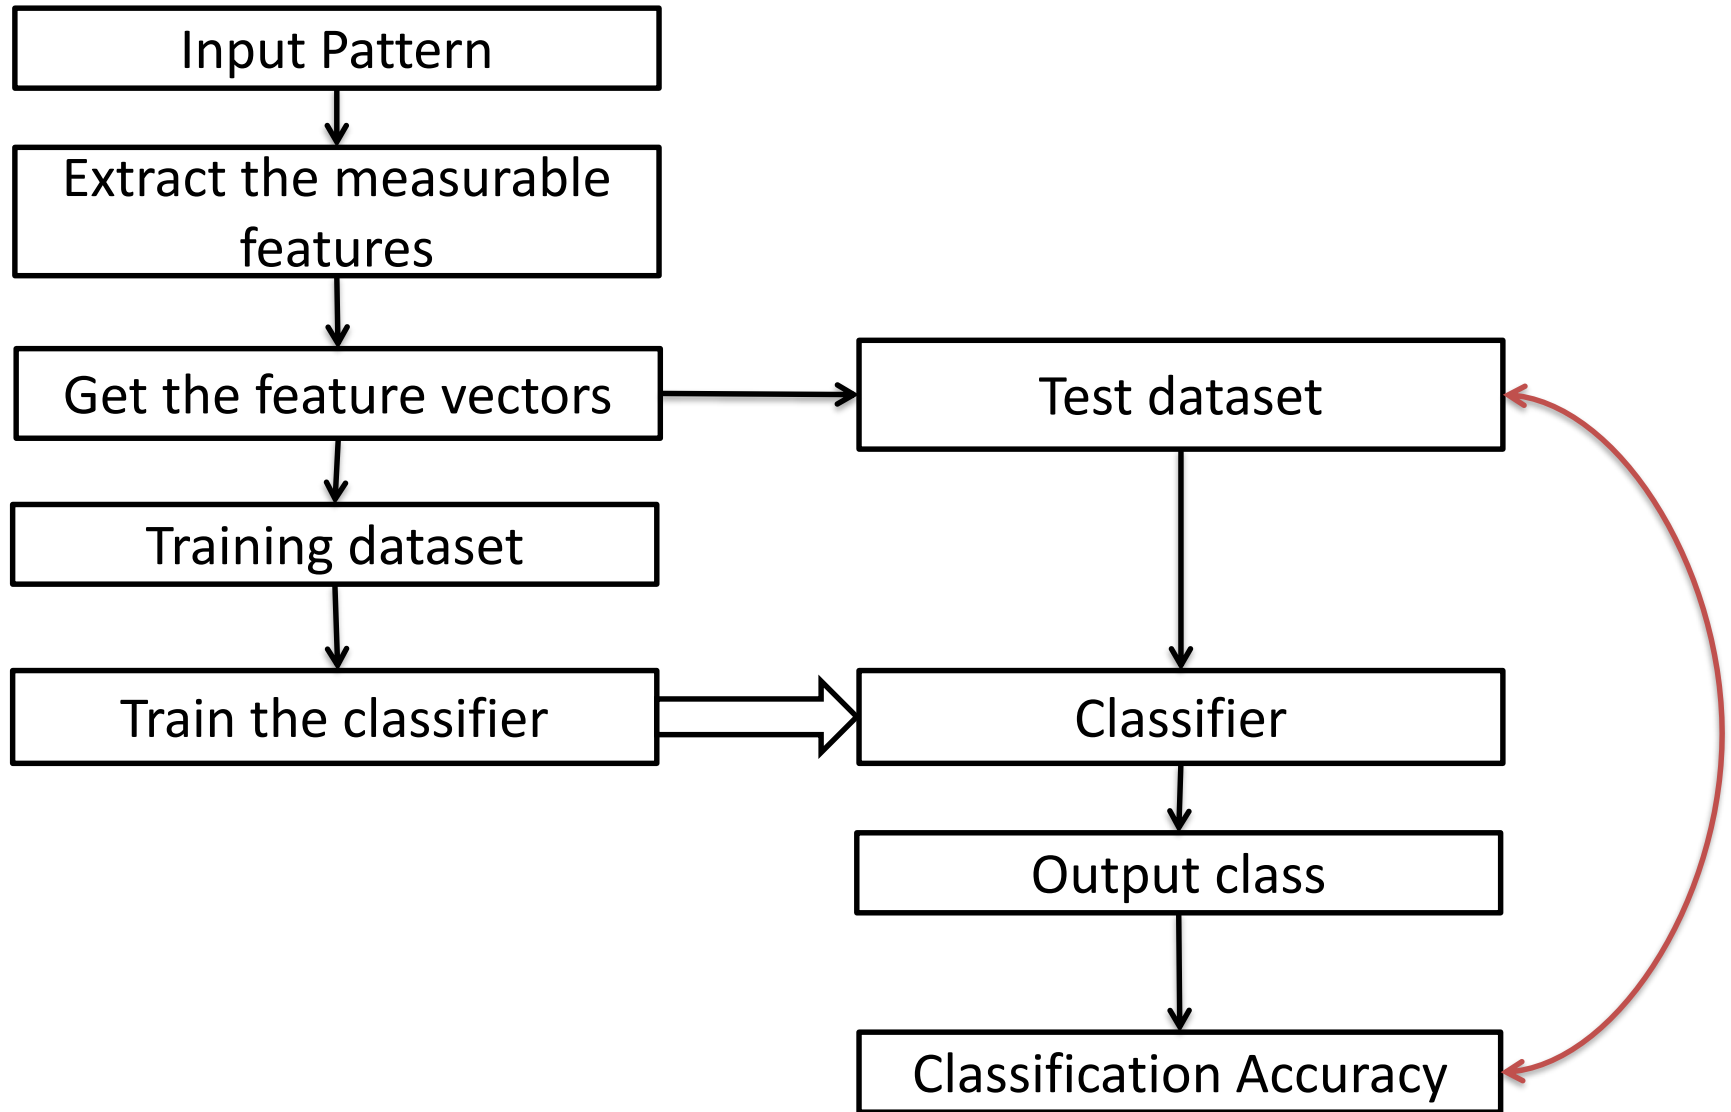 Input Pattern
Extract the measurable
features
Get the feature vectors
Test dataset
Training dataset
Train the classifier
Classifier
Output class
Classification Accuracy